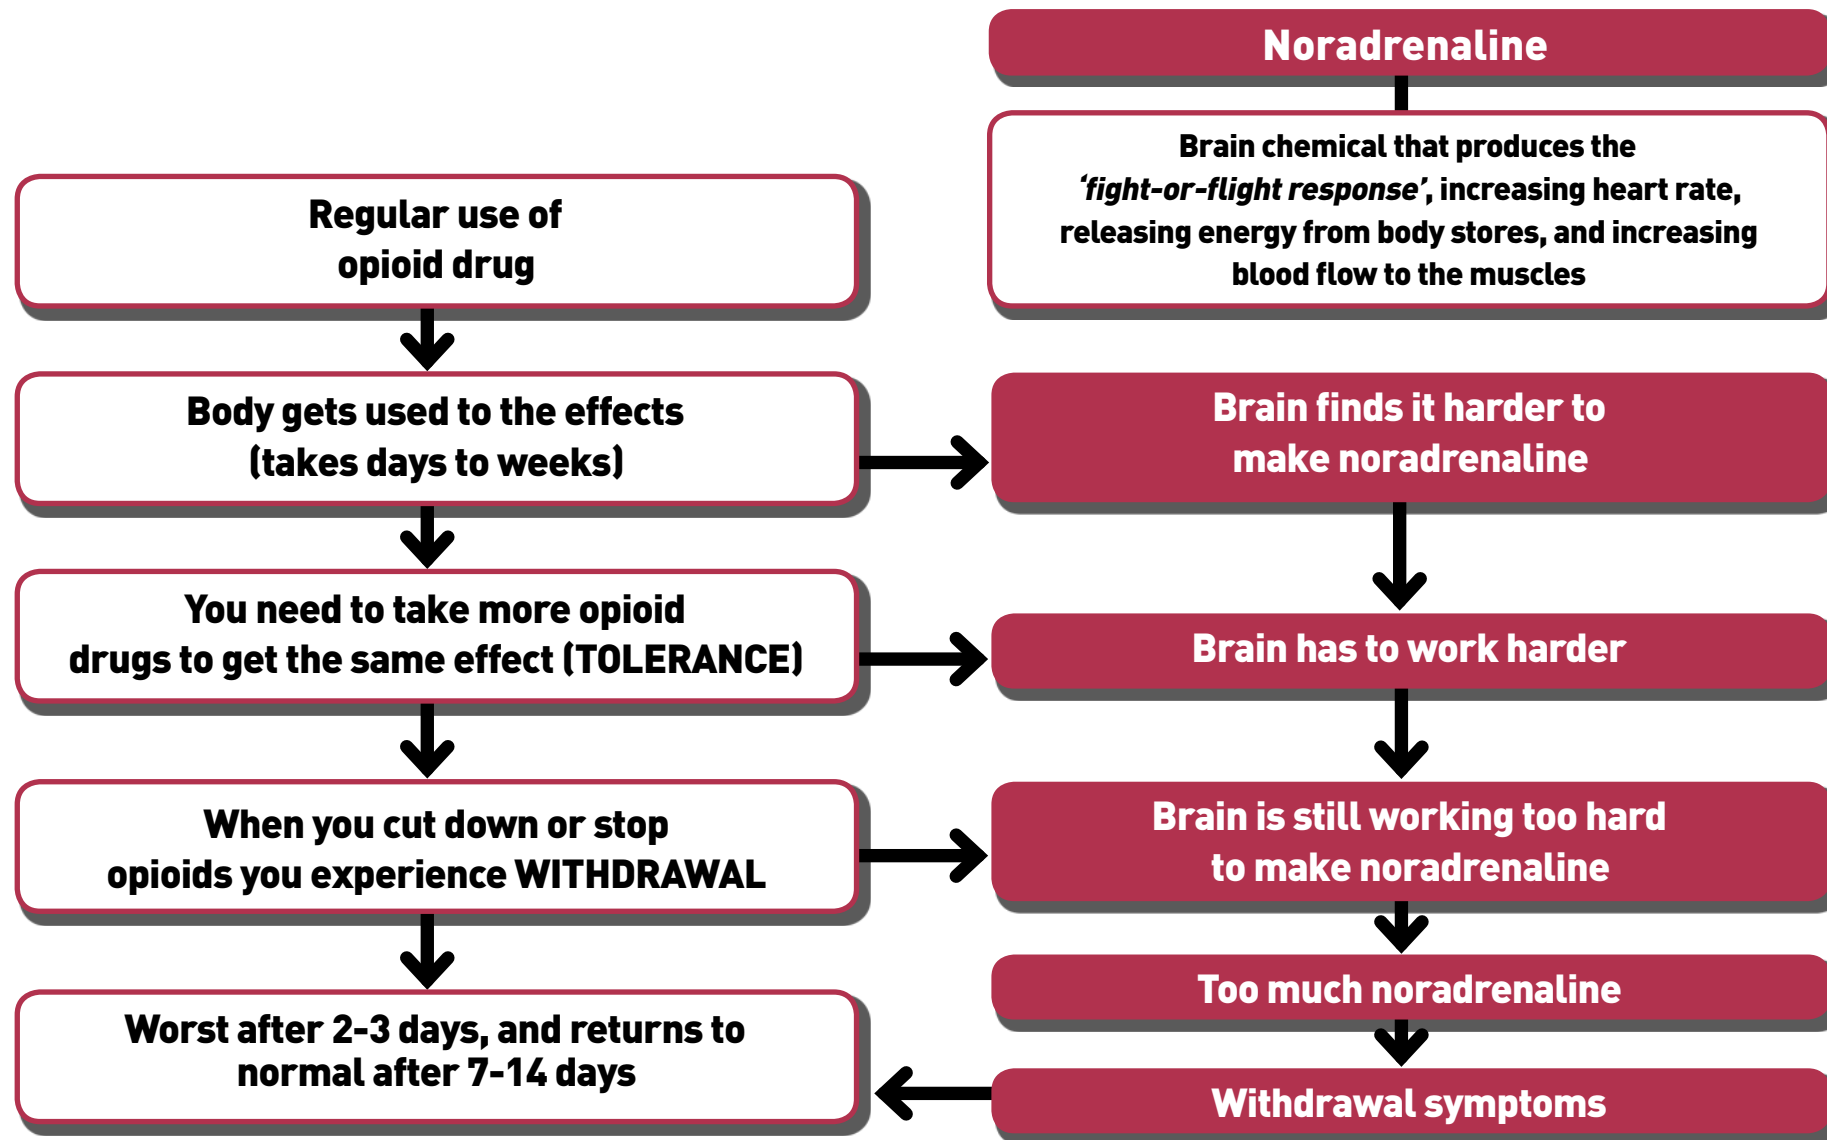 Noradrenaline
Brain chemical that produces the
‘fight-or-flight response’, increasing heart rate,
releasing energy from body stores, and increasing
blood flow to the muscles
Regular use of
opioid drug
Body gets used to the effects
(takes days to weeks)
Brain finds it harder to
make noradrenaline
You need to take more opioid
drugs to get the same effect (TOLERANCE)
Brain has to work harder
When you cut down or stop
opioids you experience WITHDRAWAL
Brain is still working too hard
to make noradrenaline
Too much noradrenaline
Worst after 2-3 days, and returns to
normal after 7-14 days
Withdrawal symptoms